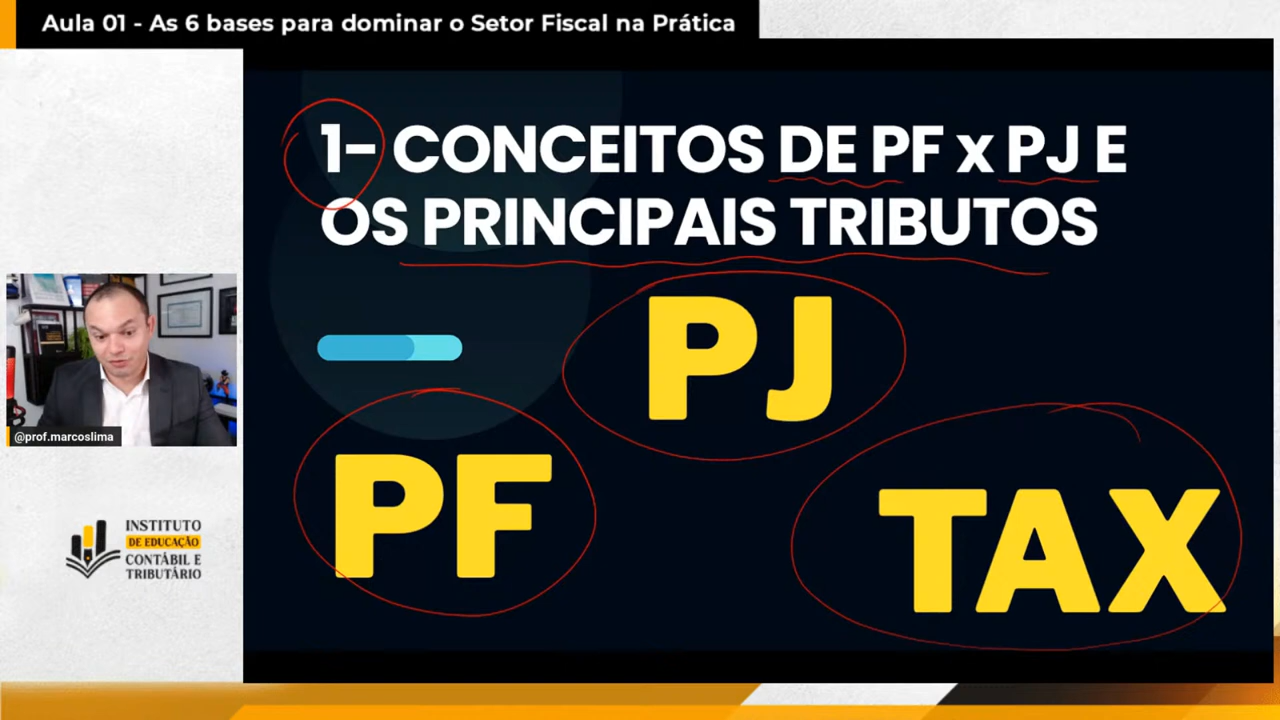 Aula 01 - As 6 bases para dominar o Setor Fiscal na Prática
1- CONCEITOS DE PF x PJ E
OS PRINCIPAIS TRIBUTOS
PJ
PF
TAX
@prof.marcoslima
INSTITUTO
DE EDUCAÇÃO
CONTÁBIL E
TRIBUTÁRIO